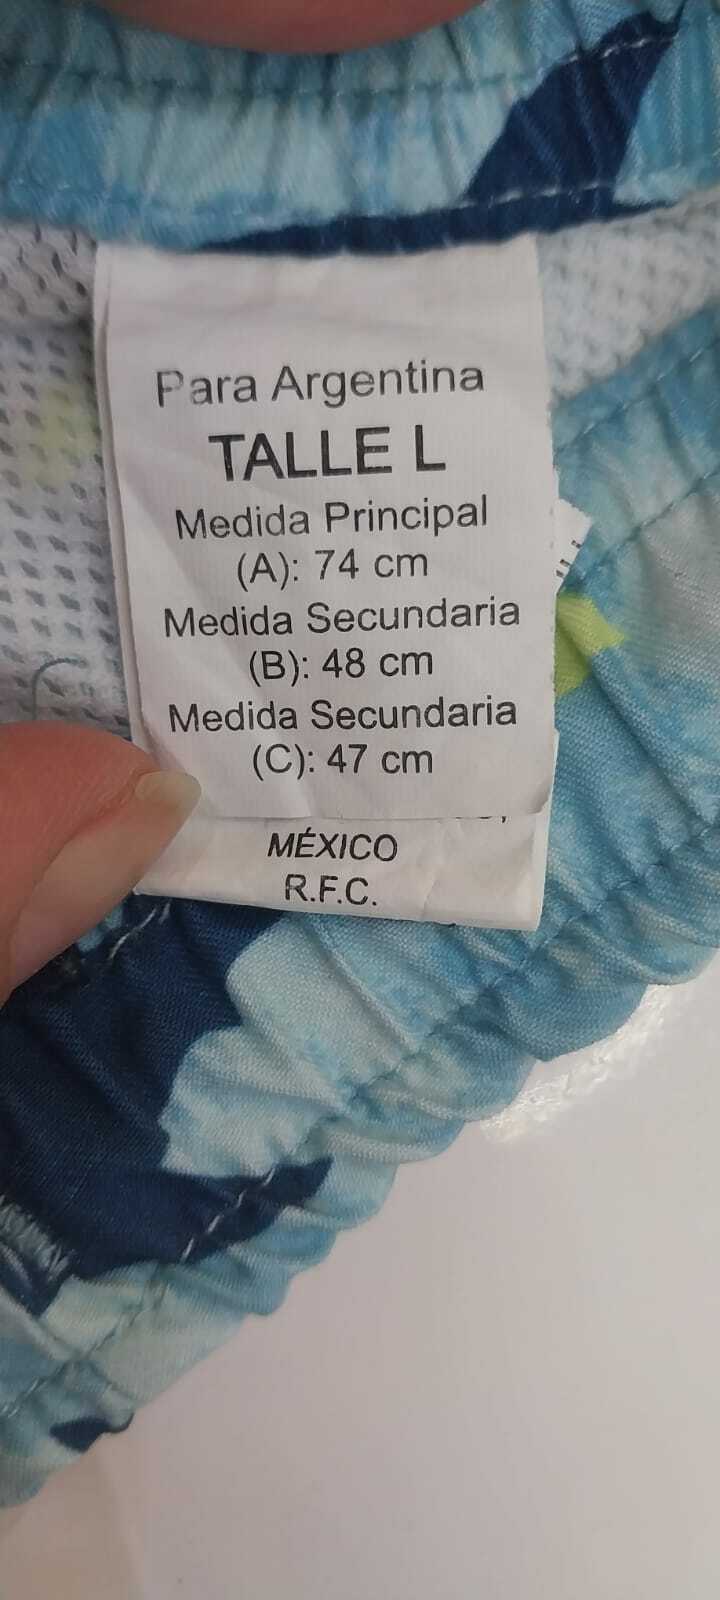 Para Argentina
TALLE L
Medida Principal
(A): 74 cm
Medida Secundaria
(B): 48 cm
Medida Secundaria
(C): 47 cm
MÉXICO
R.F.C.